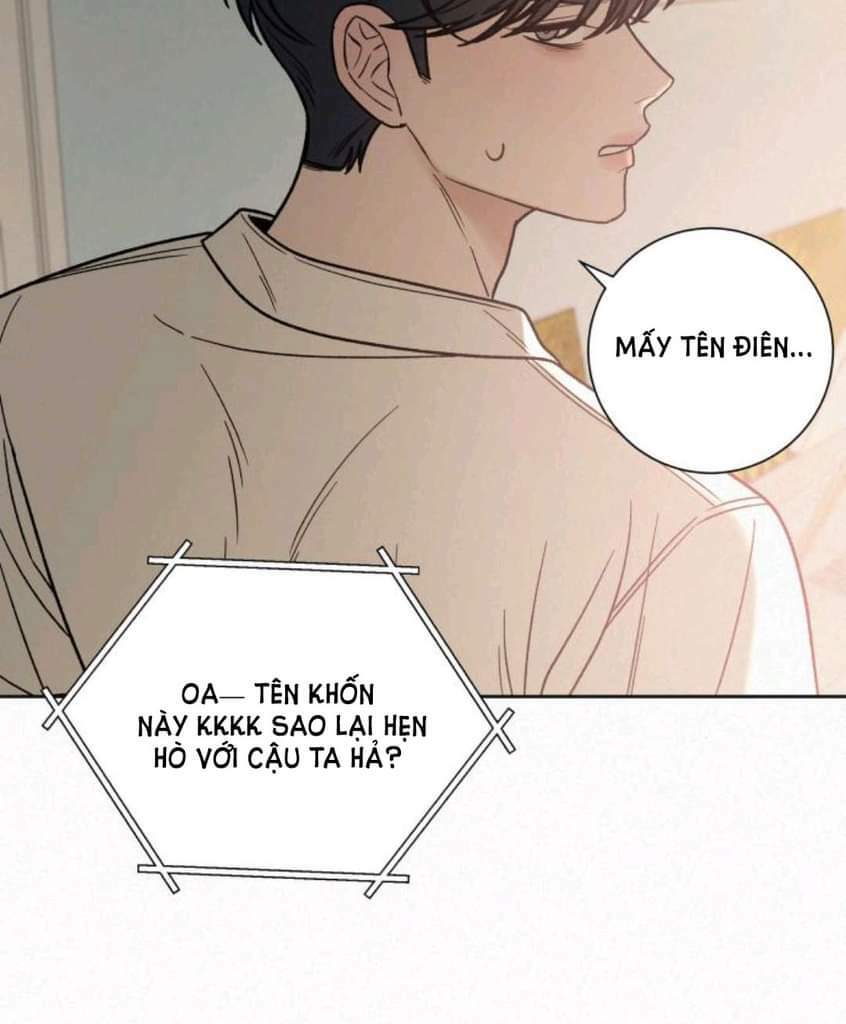 MẤY TÊN ĐIÊN...
OA— TÊN KHỐN
NÀY KKKK SAO LẠI HẸN
HÒ VỚI CẬU TA HẢ?